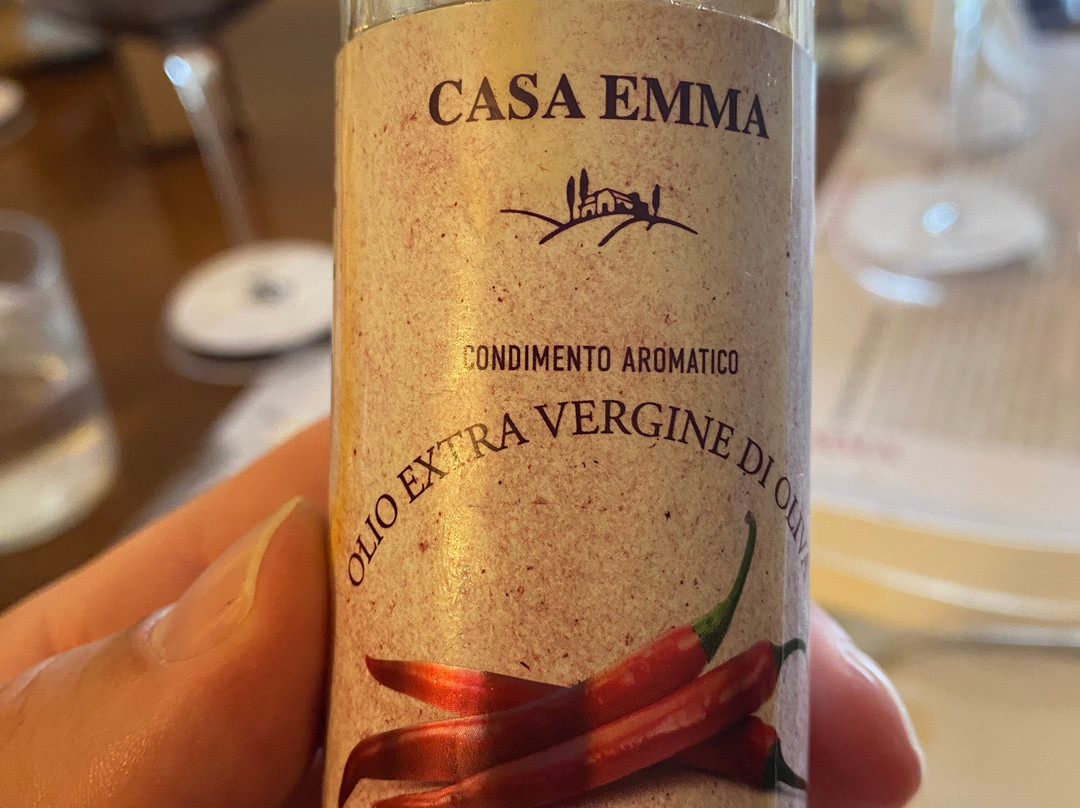 CASA EMMA
CONDIMENTO AROMATICO
OLIO EXTRA VERGINE DI OLIVA